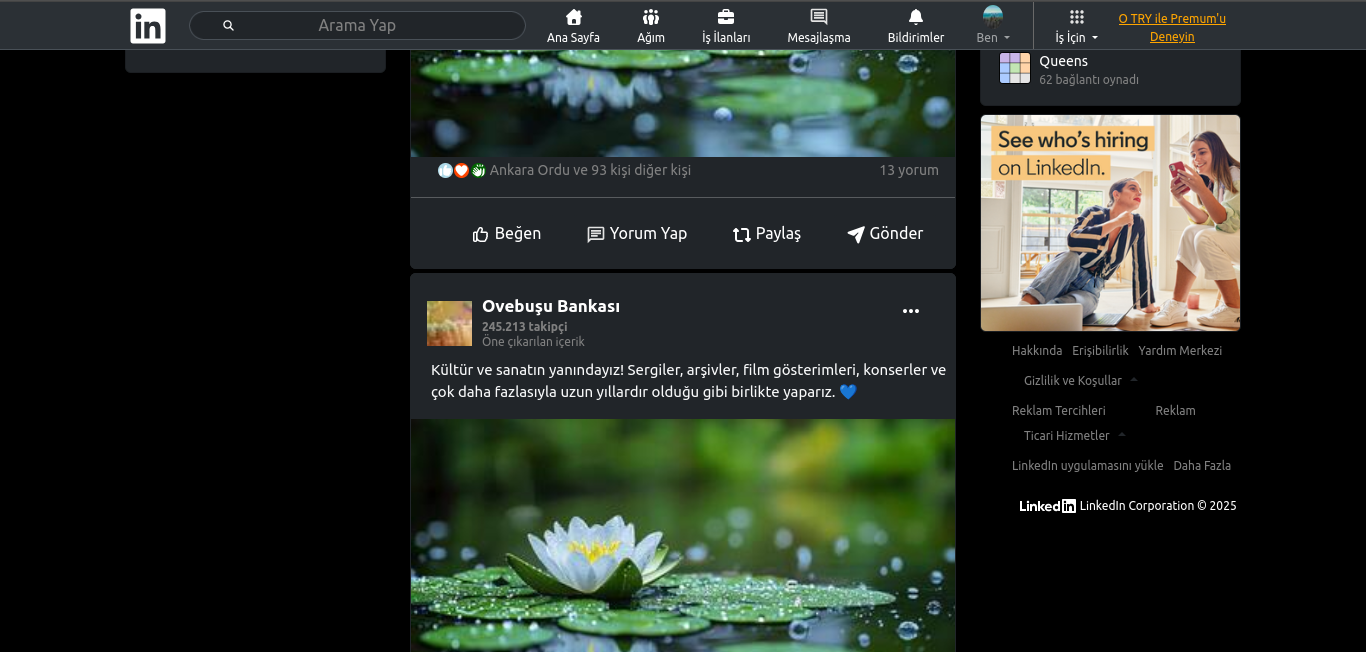 in
Arama Yap
Ana Sayfa
Ağım
İş İlanları
Mesajlaşma
Bildirimler
Ben
İş İçin
O TRY ile Premum'u
Deneyin
Queens
62 bağlantı oynadı
See who's hiring
on LinkedIn.
Ankara Ordu ve 93 kişi diğer kişi
13 yorum
Beğen
Yorum Yap
Paylaş
Gönder
Ovebuşu Bankası
245.213 takipçi
Öne çıkarılan içerik
Kültür ve sanatın yanındayız! Sergiler, arşivler, film gösterimleri, konserler ve
çok daha fazlasıyla uzun yıllardır olduğu gibi birlikte yaparız. 💙
Hakkında Erişibilirlik Yardım Merkezi
Gizlilik ve Koşullar
Reklam Tercihleri Reklam
Ticari Hizmetler
LinkedIn uygulamasını yükle Daha Fazla
Linkedin LinkedIn Corporation © 2025